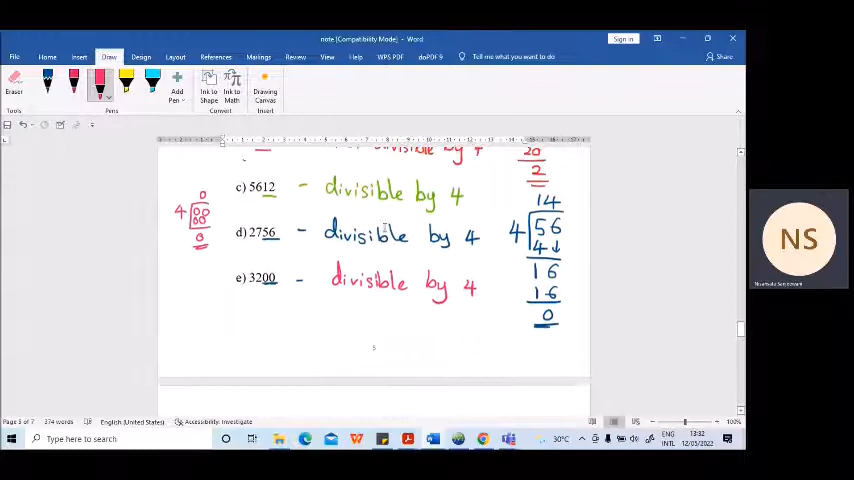 note [Compatibility Mode] - Word
Sign in
File Home Insert Draw Design Layout References Mailings Review View Help WPS PDF doPDF 9 Tell me what you want to do Share
Eraser
Add Pen
Ink to Shape
Ink to Math
Drawing Canvas
Tools Pens Convert Insert
divisible by 4
20
2
c) 5612 - divisible by 4
0
4 00
00
0
d) 2756 - divisible by 4
14
4 56
4↓
16
16
0
e) 3200 - divisible by 4
5
NS
Nisansala Sanjeewani
Page 5 of 7 374 words English (United States) Accessibility: Investigate 100%
Type here to search
30°C
ENG
INTL
13:32
12/05/2022